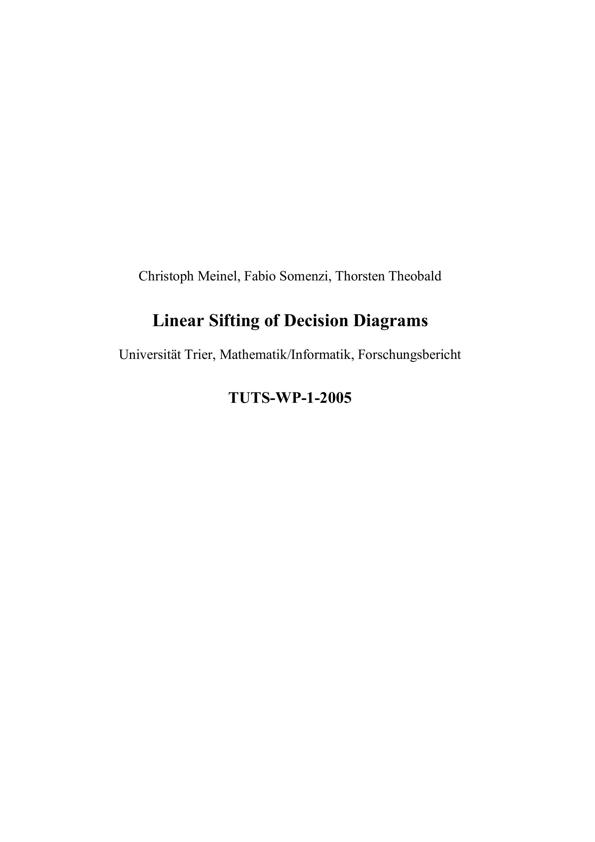 Christoph Meinel, Fabio Somenzi, Thorsten Theobald
Linear Sifting of Decision Diagrams
Universität Trier, Mathematik/Informatik, Forschungsbericht
TUTS-WP-1-2005